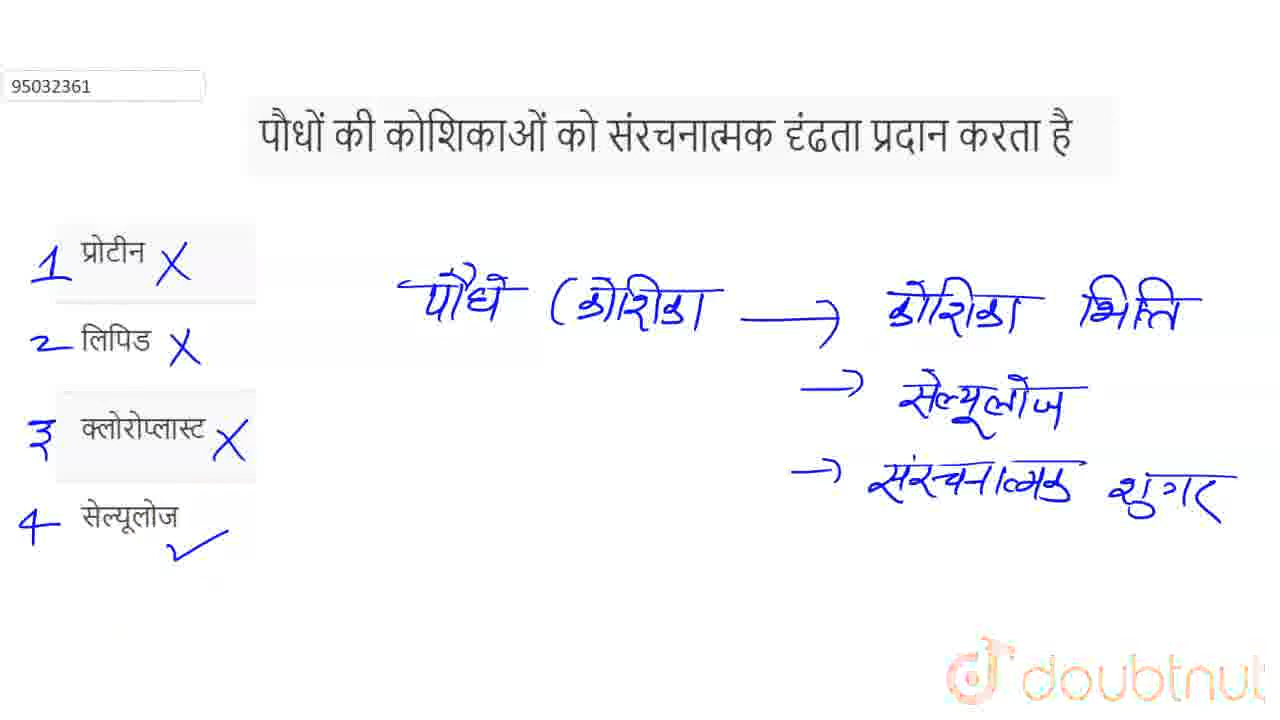 95032361
पौधों की कोशिकाओं को संरचनात्मक दृंढता प्रदान करता है
1 प्रोटीन X
पौधे (कोशिका → कोशिका भित्ति
2 लिपिड X
→ सेल्यूलोज
3 क्लोरोप्लास्ट X
→ संरचनात्मक शुगर
4 सेल्यूलोज ✓
doubtnut